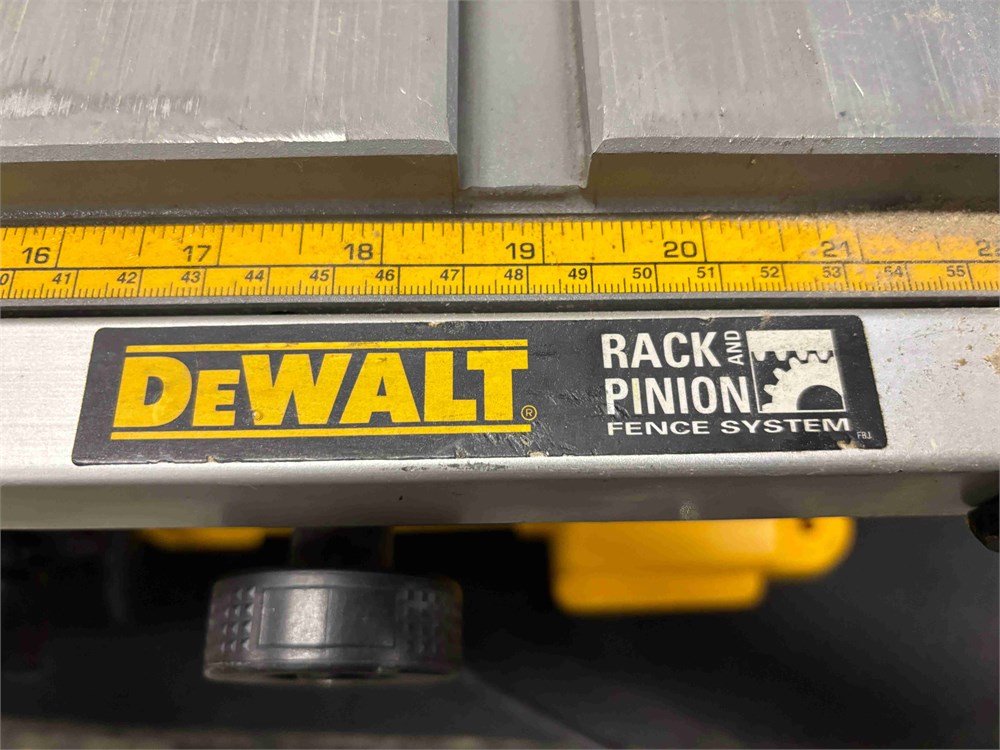 16 17 18 19 20 21
41 42 43 44 45 46 47 48 49 50 51 52 53 54 55
DEWALT®
RACK AND
PINION
FENCE SYSTEM